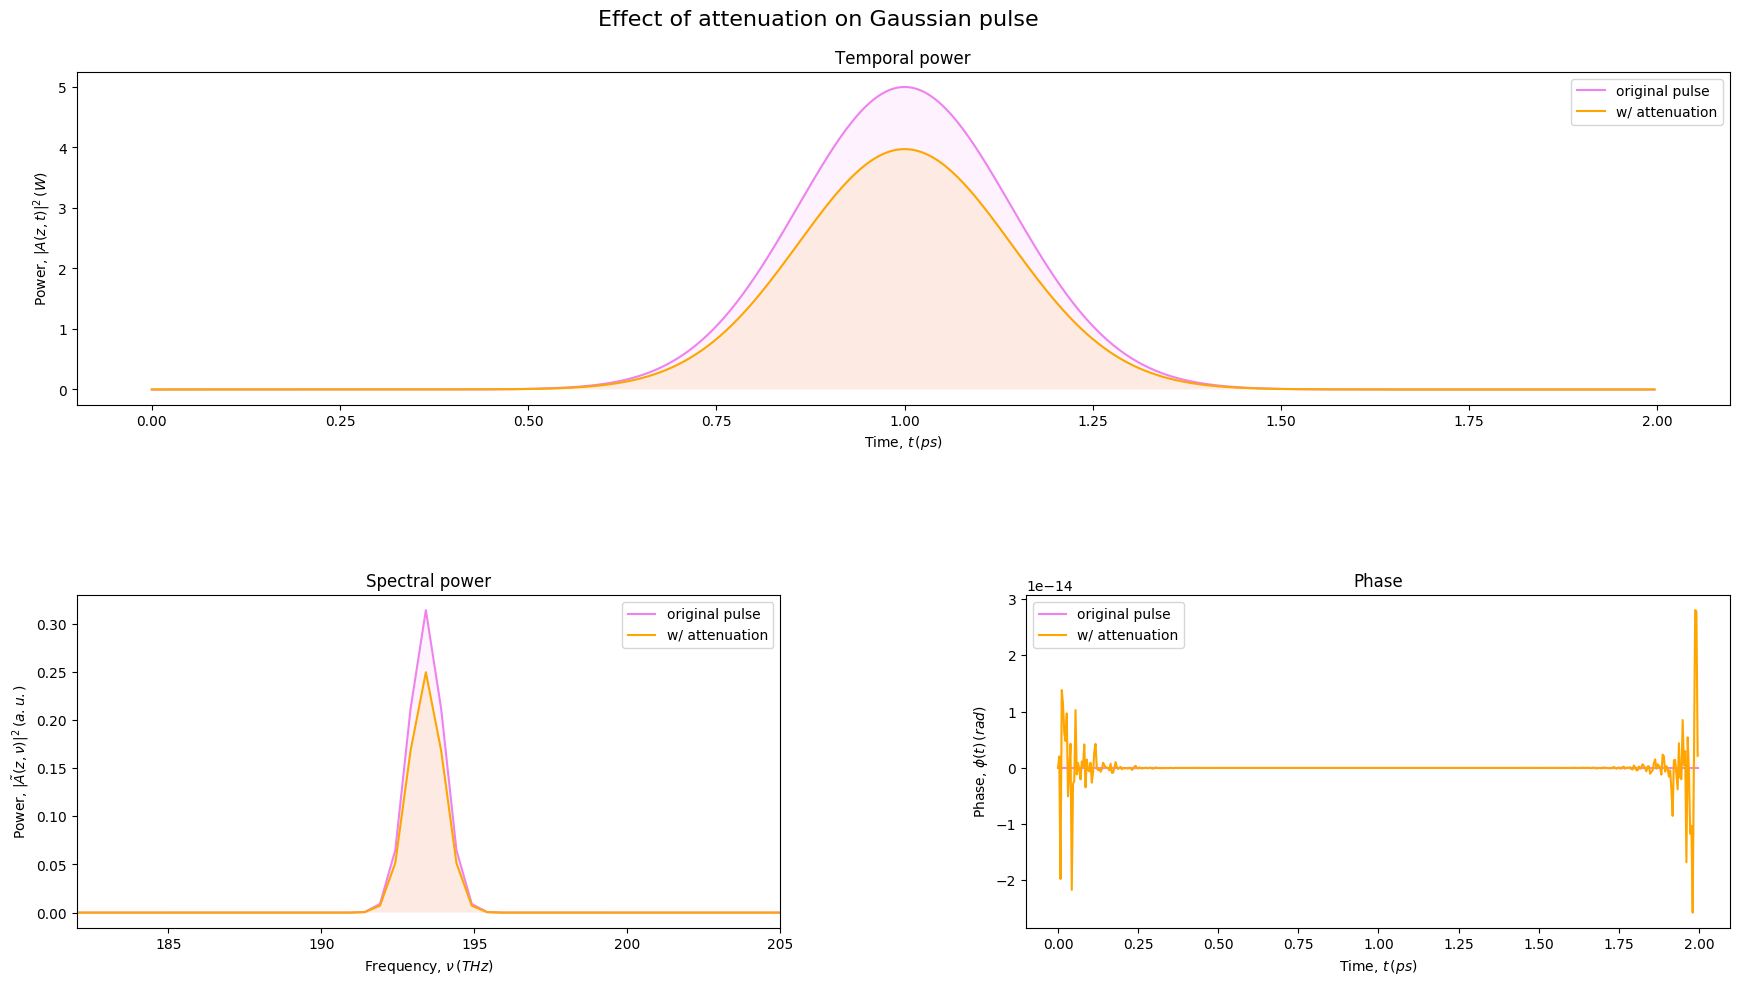 Effect of attenuation on Gaussian pulse
Temporal power
original pulse
w/ attenuation
Power, |A(z, t)|² (W)
5
4
3
2
1
0
0.00 0.25 0.50 0.75 1.00 1.25 1.50 1.75 2.00
Time, t (ps)
Spectral power
original pulse
w/ attenuation
Power, |Ã(z, ν)|² (a. u. )
0.30
0.25
0.20
0.15
0.10
0.05
0.00
185 190 195 200 205
Frequency, ν (THz)
Phase
1e−14
original pulse
w/ attenuation
Phase, ϕ(t) (rad)
3
2
1
0
−1
−2
0.00 0.25 0.50 0.75 1.00 1.25 1.50 1.75 2.00
Time, t (ps)